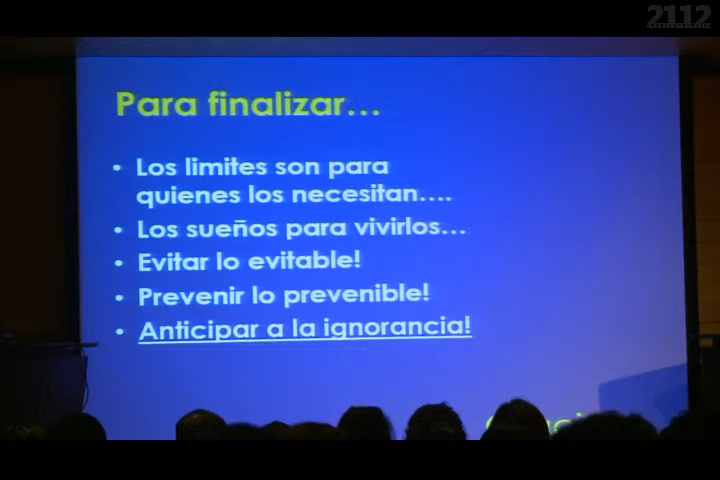 2112
Para finalizar...
• Los limites son para
quienes los necesitan....
• Los sueños para vivirlos...
• Evitar lo evitable!
• Prevenir lo prevenible!
• Anticipar a la ignorancia!